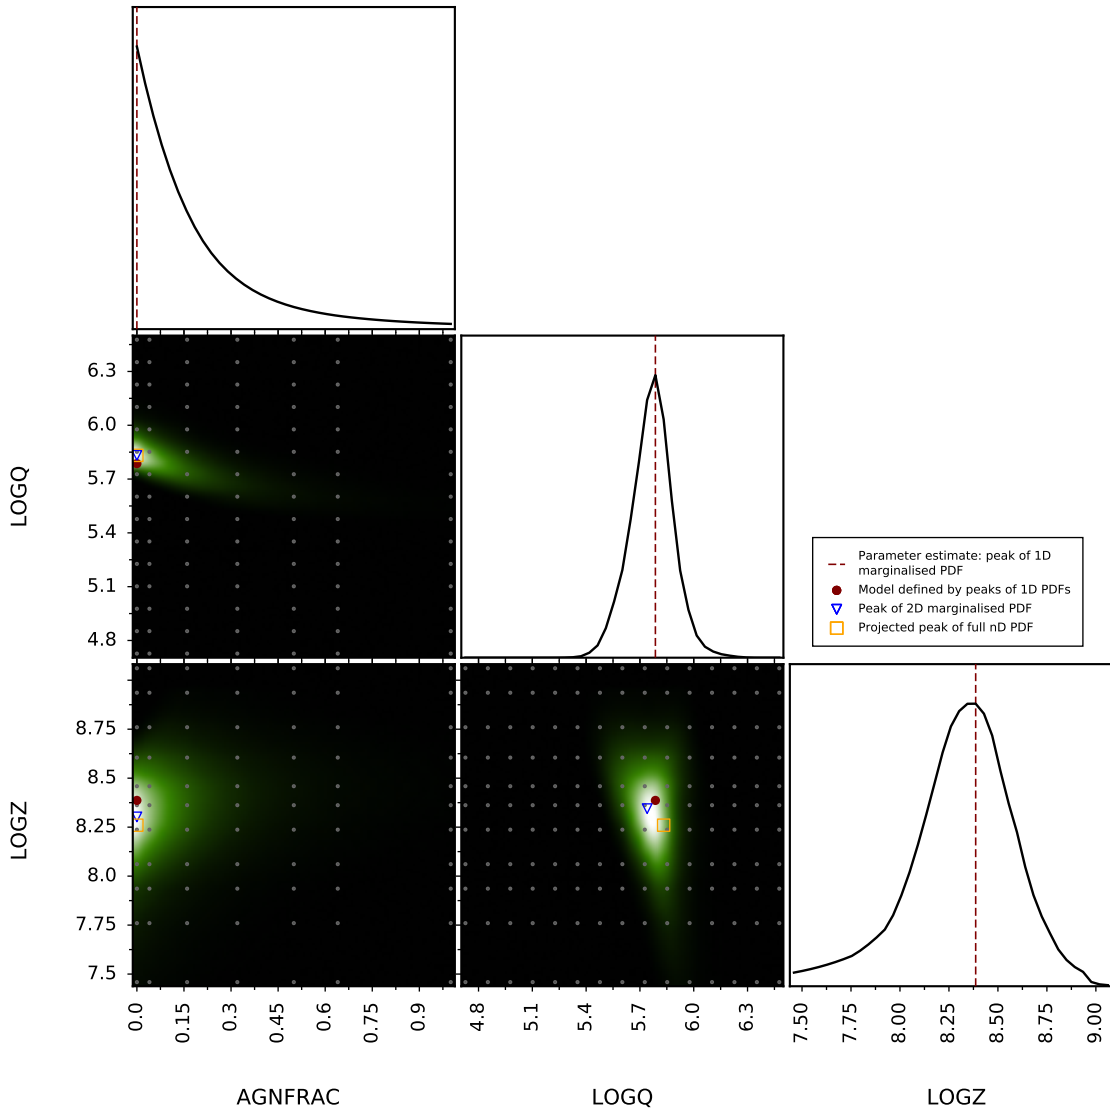 6.3
6.0
5.7
5.4
5.1
4.8
LOGQ
Parameter estimate: peak of 1D
marginalised PDF
Model defined by peaks of 1D PDFs
Peak of 2D marginalised PDF
Projected peak of full nD PDF
8.75
8.5
8.25
8.0
7.75
7.5
LOGZ
0.0 0.15 0.3 0.45 0.6 0.75 0.9
4.8 5.1 5.4 5.7 6.0 6.3
7.50 7.75 8.00 8.25 8.50 8.75 9.00
AGNFRAC LOGQ LOGZ